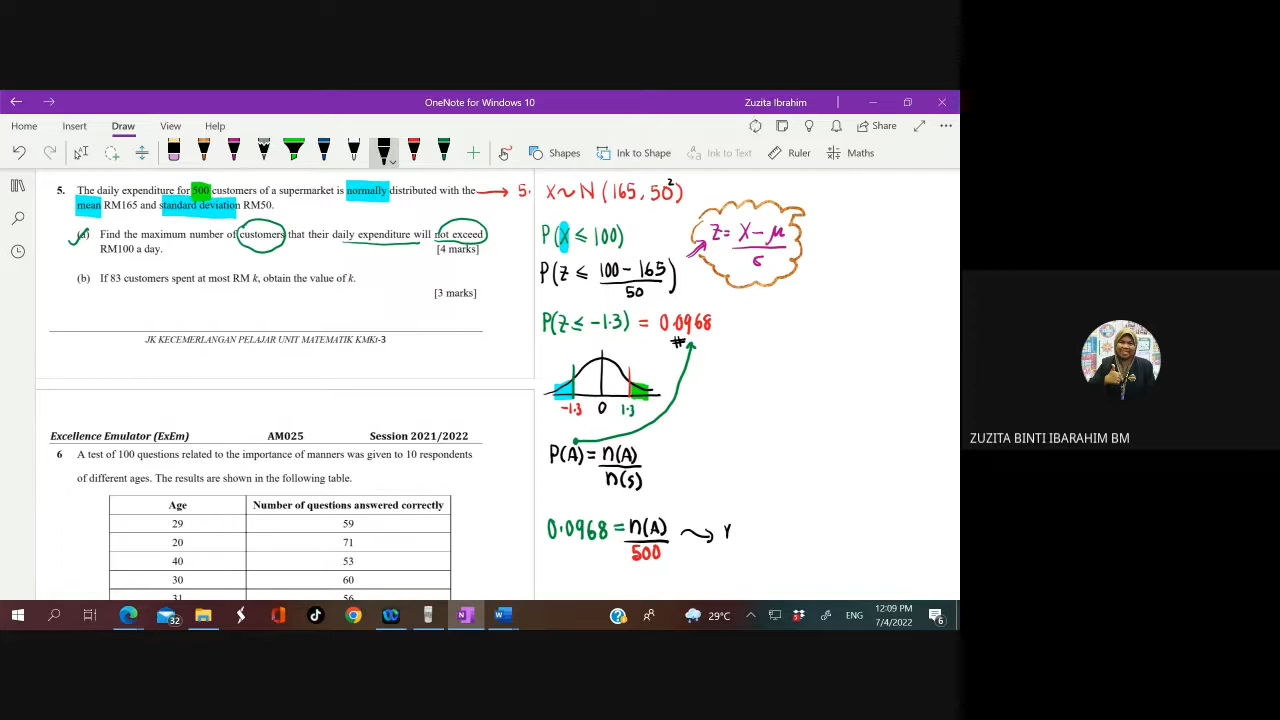 OneNote for Windows 10
Zuzita Ibrahim
Home Insert Draw View Help
Share
Shapes Ink to Shape Ink to Text Ruler Maths
5. The daily expenditure for 500 customers of a supermarket is normally distributed with the
mean RM165 and standard deviation RM50.
(a) Find the maximum number of customers that their daily expenditure will not exceed
RM100 a day. [4 marks]
(b) If 83 customers spent at most RM k, obtain the value of k.
[3 marks]
JK KECEMERLANGAN PELAJAR UNIT MATEMATIK KMKt-3
Excellence Emulator (ExEm) AM025 Session 2021/2022
6 A test of 100 questions related to the importance of manners was given to 10 respondents
of different ages. The results are shown in the following table.
Age Number of questions answered correctly
29 59
20 71
40 53
30 60
31 56
5. X ~ N (165, 50²)
P(X ≤ 100)
Z = X - μ / σ
P(Z ≤ 100 - 165 / 50)
P(Z ≤ -1.3) = 0.0968
#
-1.3 0 1.3
P(A) = n(A) / n(s)
0.0968 = n(A) / 500
ZUZITA BINTI IBARAHIM BM
32
29°C
ENG
12:09 PM
7/4/2022
6